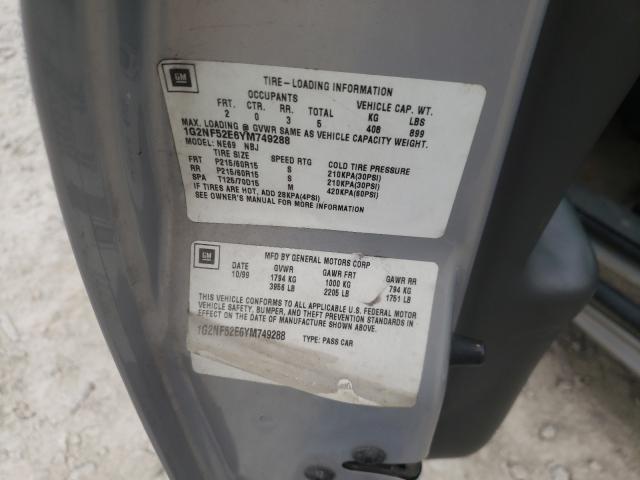 GM
TIRE-LOADING INFORMATION
OCCUPANTS VEHICLE CAP. WT.
FRT. CTR. RR. TOTAL KG LBS
2 0 3 5 408 899
MAX. LOADING @ GVWR SAME AS VEHICLE CAPACITY WEIGHT.
1G2NF52E6YM749288
MODEL: NE69 NBJ
TIRE SIZE SPEED RTG COLD TIRE PRESSURE
FRT P215/60R15 S 210KPA(30PSI)
RR P215/60R15 S 210KPA(30PSI)
SPA T125/70D15 M 420KPA(60PSI)
IF TIRES ARE HOT, ADD 28KPA(4PSI)
SEE OWNER'S MANUAL FOR MORE INFORMATION
GM
MFD BY GENERAL MOTORS CORP
DATE GVWR GAWR FRT GAWR RR
10/99 1794 KG 1000 KG 794 KG
3956 LB 2205 LB 1751 LB
THIS VEHICLE CONFORMS TO ALL APPLICABLE U.S. FEDERAL MOTOR
VEHICLE SAFETY, BUMPER, AND THEFT PREVENTION STANDARDS IN
EFFECT ON THE DATE OF MANUFACTURE SHOWN ABOVE.
1G2NF52E6YM749288 TYPE: PASS CAR